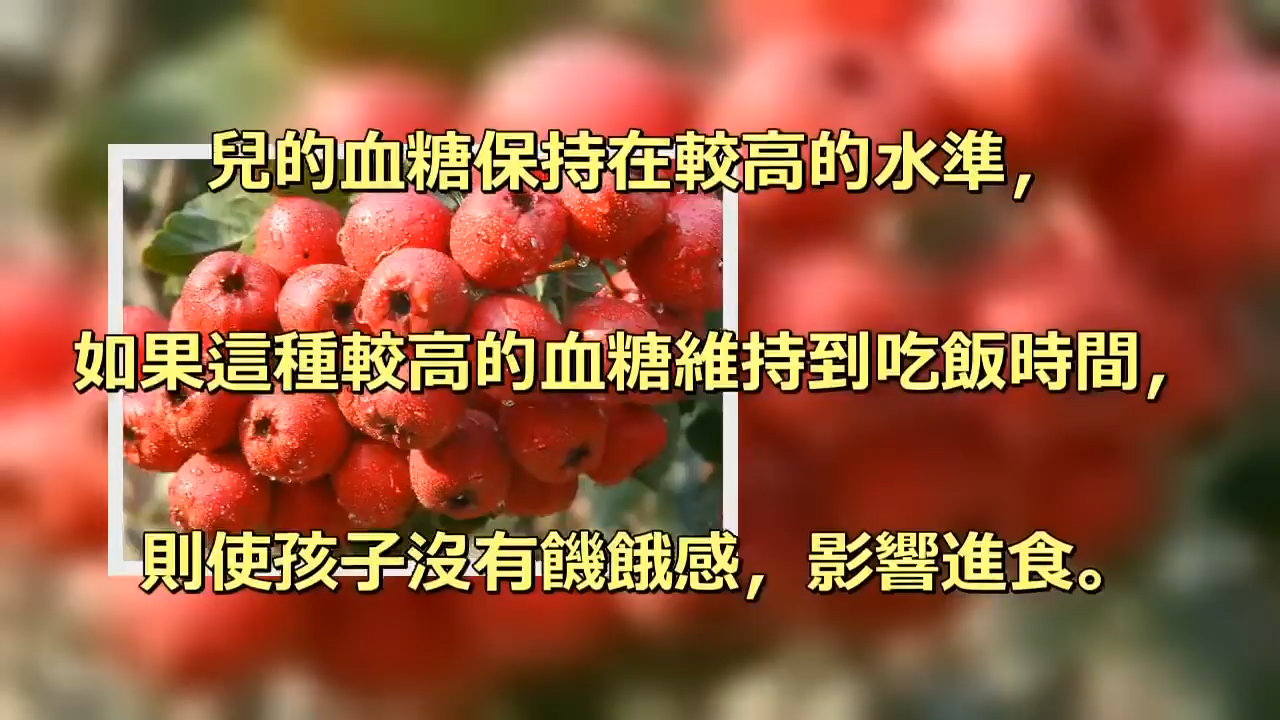 兒的血糖保持在較高的水準，
如果這種較高的血糖維持到吃飯時間，
則使孩子沒有饑餓感，影響進食。